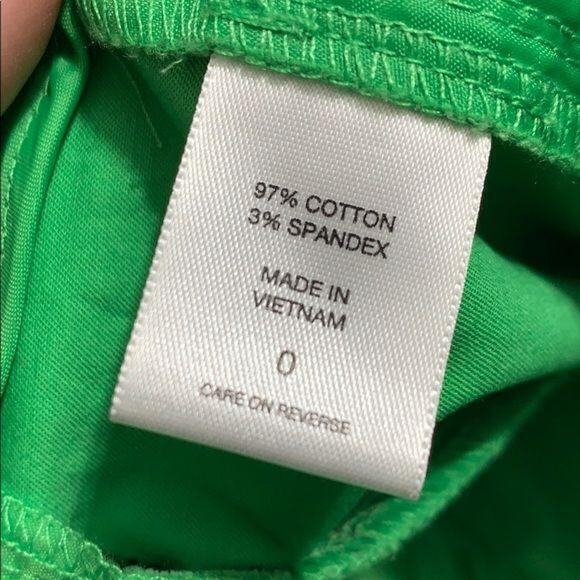 97% COTTON
3% SPANDEX
MADE IN
VIETNAM
0
CARE ON REVERSE